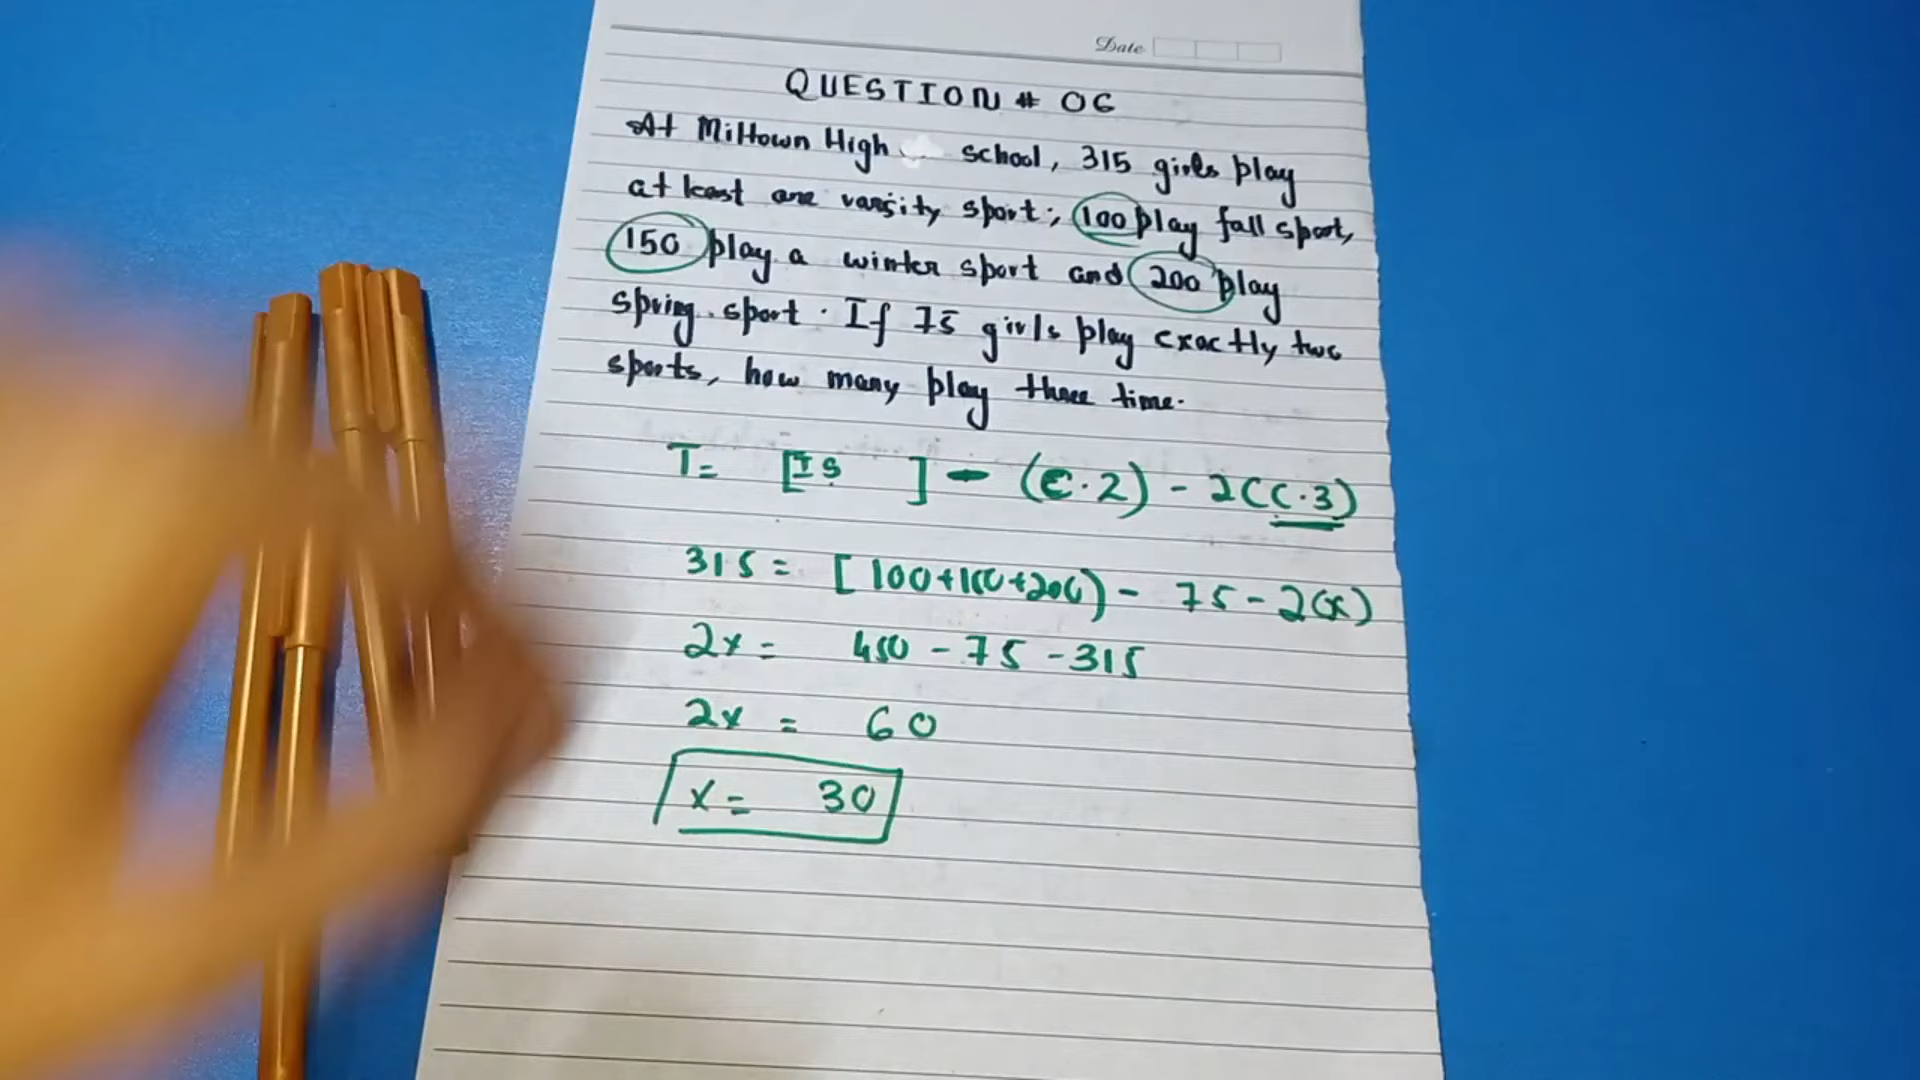 Date
QUESTION # 06
At Milltown High school, 315 girls play
at least one varsity sport; 100 play fall sport,
150 play a winter sport and 200 play
spring sport. If 75 girls play exactly two
sports, how many play three time.
T= [IS ] - (C.2) - 2(C.3)
315 = [100+150+200) - 75-2(x)
2x = 450 - 75 - 315
2x = 60
x = 30